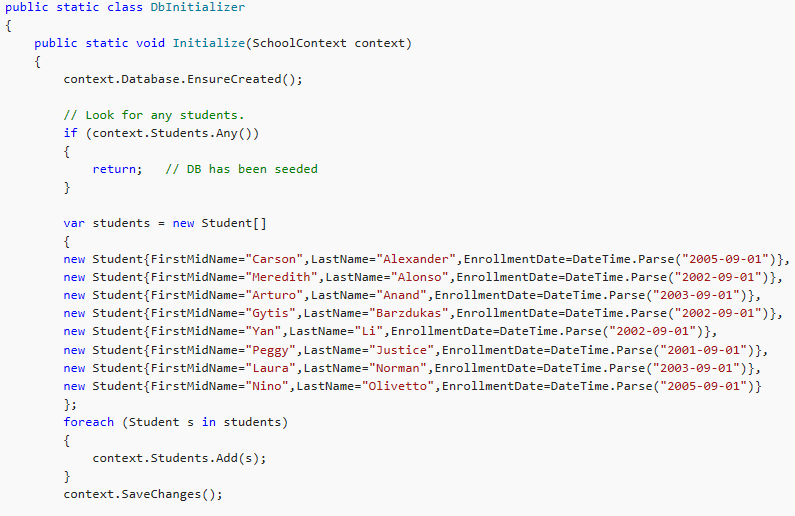 public static class DbInitializer
{
    public static void Initialize(SchoolContext context)
    {
        context.Database.EnsureCreated();

        // Look for any students.
        if (context.Students.Any())
        {
            return;   // DB has been seeded
        }

        var students = new Student[]
        {
        new Student{FirstMidName="Carson",LastName="Alexander",EnrollmentDate=DateTime.Parse("2005-09-01")},
        new Student{FirstMidName="Meredith",LastName="Alonso",EnrollmentDate=DateTime.Parse("2002-09-01")},
        new Student{FirstMidName="Arturo",LastName="Anand",EnrollmentDate=DateTime.Parse("2003-09-01")},
        new Student{FirstMidName="Gytis",LastName="Barzdukas",EnrollmentDate=DateTime.Parse("2002-09-01")},
        new Student{FirstMidName="Yan",LastName="Li",EnrollmentDate=DateTime.Parse("2002-09-01")},
        new Student{FirstMidName="Peggy",LastName="Justice",EnrollmentDate=DateTime.Parse("2001-09-01")},
        new Student{FirstMidName="Laura",LastName="Norman",EnrollmentDate=DateTime.Parse("2003-09-01")},
        new Student{FirstMidName="Nino",LastName="Olivetto",EnrollmentDate=DateTime.Parse("2005-09-01")}
        };
        foreach (Student s in students)
        {
            context.Students.Add(s);
        }
        context.SaveChanges();